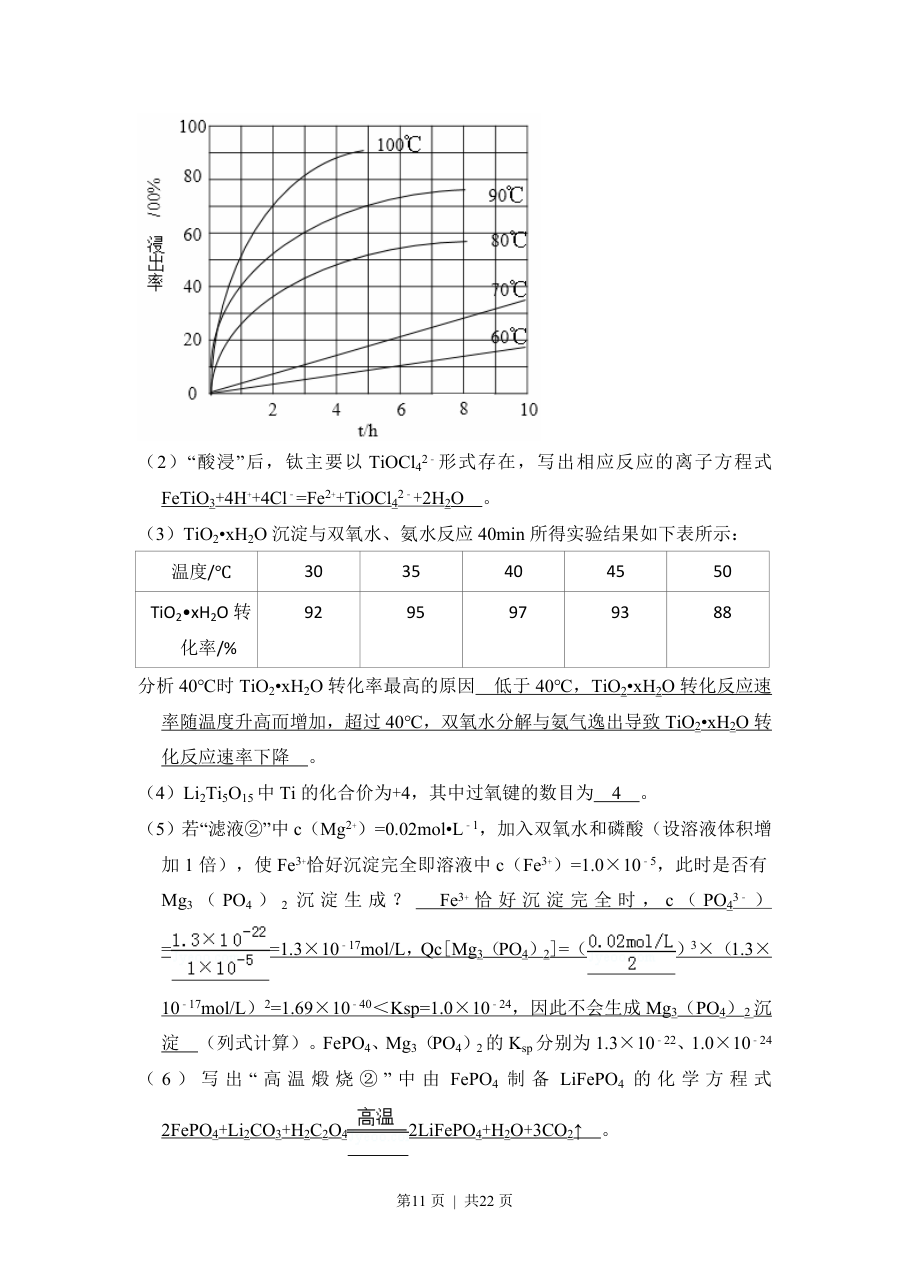 100
80
60
40
20
0
浸出率 /00%
100℃
90℃
80℃
70℃
60℃
2 4 6 8 10
t/h
（2）“酸浸”后，钛主要以 TiOCl₄²⁻形式存在，写出相应反应的离子方程式
FeTiO₃+4H⁺+4Cl⁻=Fe²⁺+TiOCl₄²⁻+2H₂O 。
（3）TiO₂•xH₂O 沉淀与双氧水、氨水反应 40min 所得实验结果如下表所示：
温度/℃ 30 35 40 45 50
TiO₂•xH₂O 转 92 95 97 93 88
化率/%
分析 40℃时 TiO₂•xH₂O 转化率最高的原因 低于 40℃，TiO₂•xH₂O 转化反应速
率随温度升高而增加，超过 40℃，双氧水分解与氨气逸出导致 TiO₂•xH₂O 转
化反应速率下降 。
（4）Li₂Ti₅O₁₅ 中 Ti 的化合价为+4，其中过氧键的数目为 4 。
（5）若“滤液②”中 c（Mg²⁺）=0.02mol•L⁻¹，加入双氧水和磷酸（设溶液体积增
加 1 倍），使 Fe³⁺恰好沉淀完全即溶液中 c（Fe³⁺）=1.0×10⁻⁵，此时是否有
Mg₃（PO₄）₂ 沉淀生成？ Fe³⁺恰好沉淀完全时，c（PO₄³⁻）
=1.3×10⁻²²/1×10⁻⁵=1.3×10⁻¹⁷mol/L，Qc[Mg₃（PO₄）₂]=（0.02mol/L/2）³×（1.3×
10⁻¹⁷mol/L）²=1.69×10⁻⁴⁰＜Ksp=1.0×10⁻²⁴，因此不会生成 Mg₃（PO₄）₂ 沉
淀 （列式计算）。FePO₄、Mg₃（PO₄）₂ 的 Kₛₚ 分别为 1.3×10⁻²²、1.0×10⁻²⁴
（6）写出“高温煅烧②”中由 FePO₄ 制备 LiFePO₄ 的化学方程式
2FePO₄+Li₂CO₃+H₂C₂O₄ 高温 2LiFePO₄+H₂O+3CO₂↑ 。
第11 页 | 共22 页